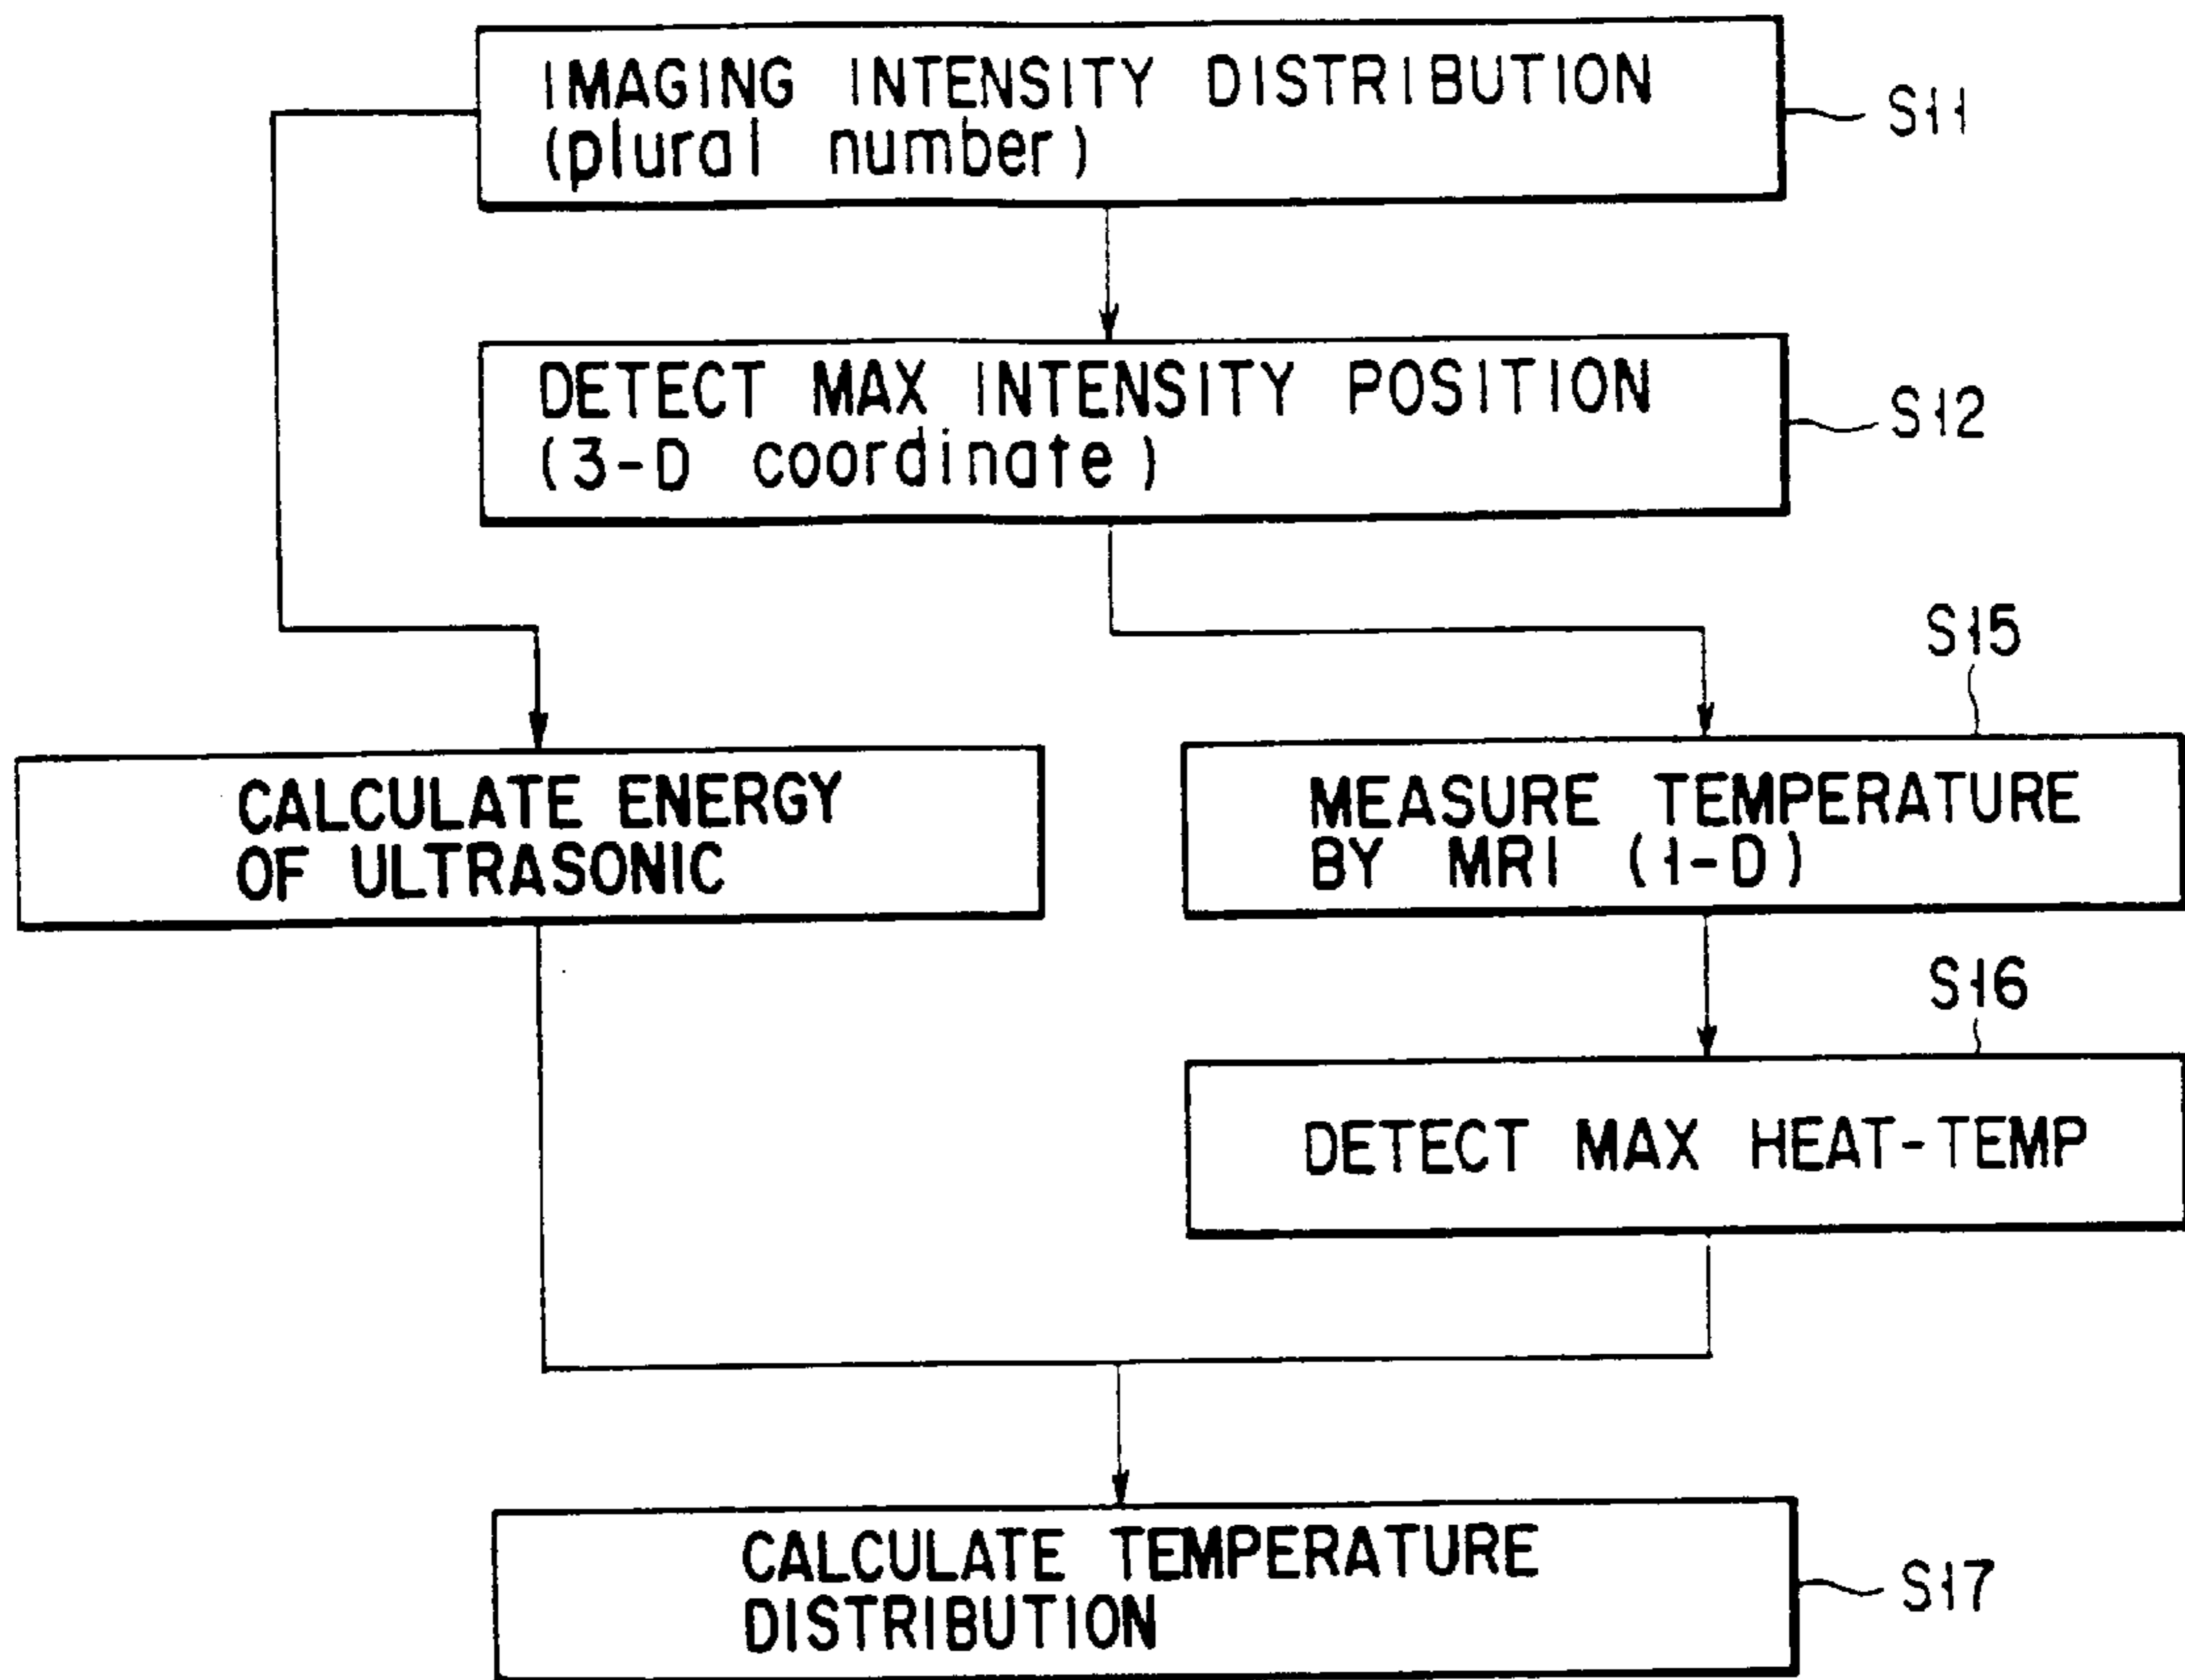 IMAGING INTENSITY DISTRIBUTION
(plural number)
S11
DETECT MAX INTENSITY POSITION
(3-D coordinate)
S12
S15
CALCULATE ENERGY
OF ULTRASONIC
MEASURE TEMPERATURE
BY MRI (1-D)
S16
DETECT MAX HEAT-TEMP
CALCULATE TEMPERATURE
DISTRIBUTION
S17